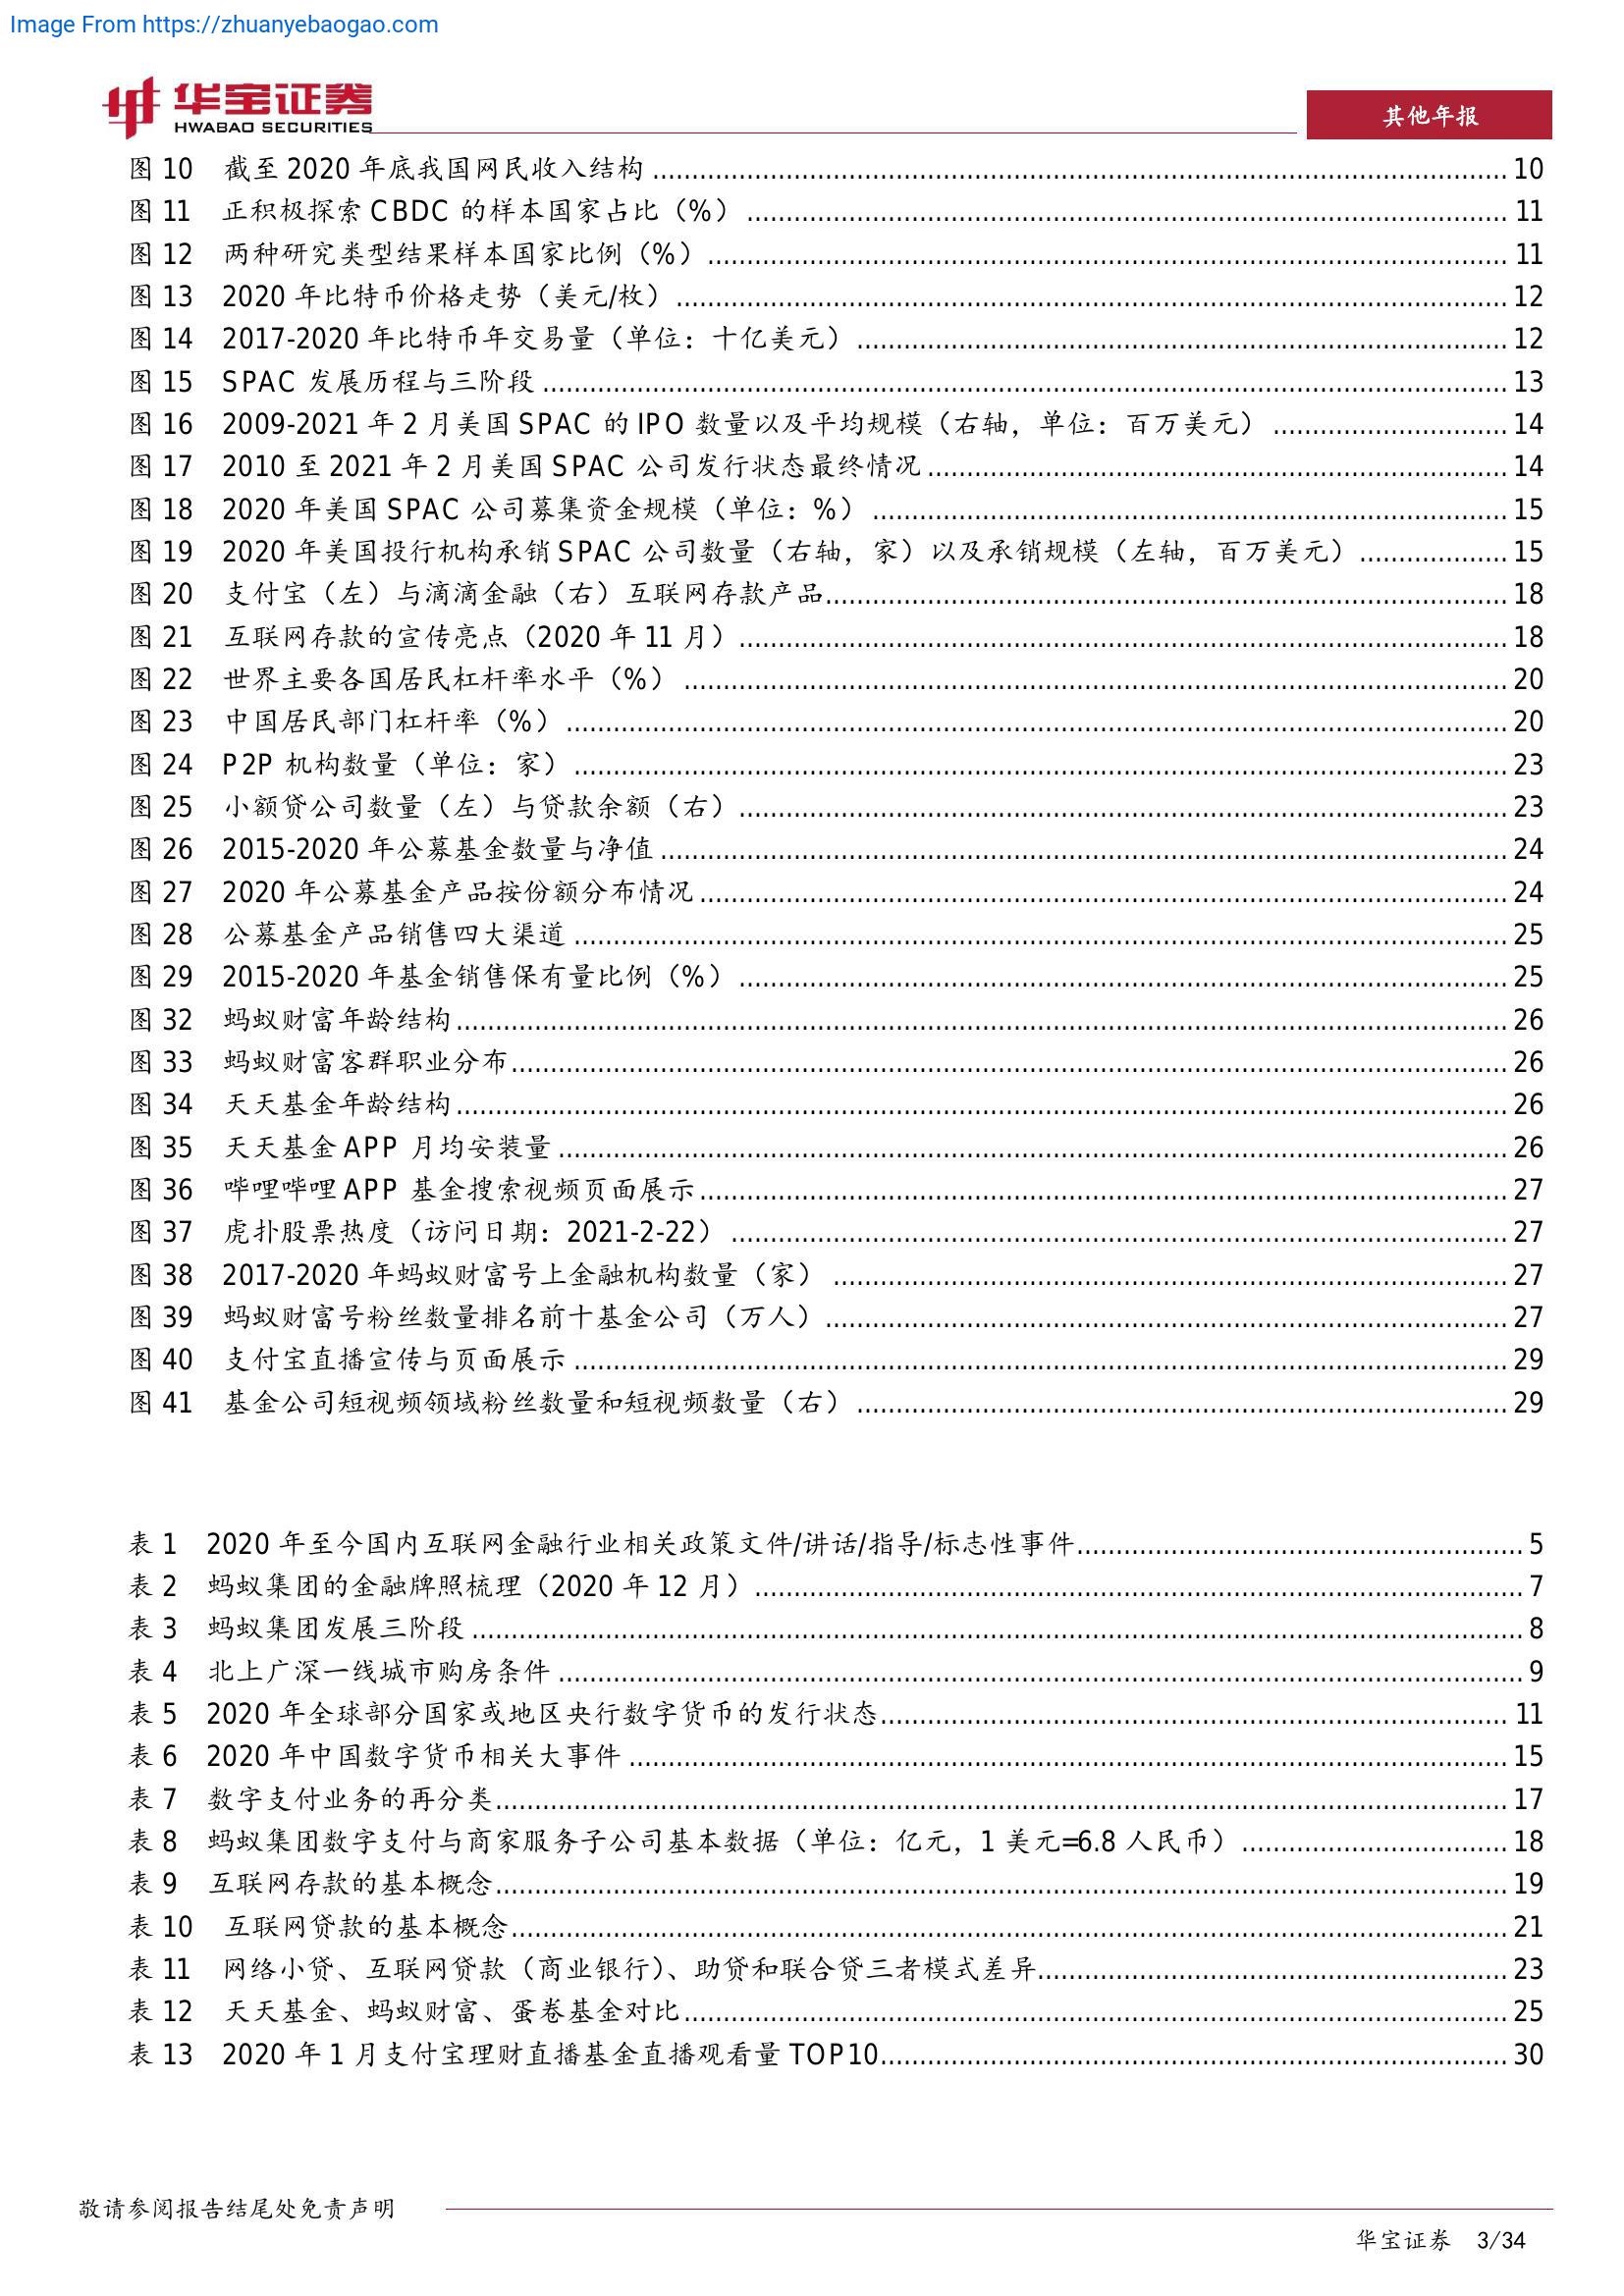 Image From https://zhuanyebaogao.com
华宝证券
HWABAO SECURITIES
其他年报
图 10 截至 2020 年底我国网民收入结构 ........ 10
图 11 正积极探索 CBDC 的样本国家占比（%） ........ 11
图 12 两种研究类型结果样本国家比例（%） ........ 11
图 13 2020 年比特币价格走势（美元/枚） ........ 12
图 14 2017-2020 年比特币年交易量（单位：十亿美元） ........ 12
图 15 SPAC 发展历程与三阶段 ........ 13
图 16 2009-2021 年 2 月美国 SPAC 的 IPO 数量以及平均规模（右轴，单位：百万美元） ........ 14
图 17 2010 至 2021 年 2 月美国 SPAC 公司发行状态最终情况 ........ 14
图 18 2020 年美国 SPAC 公司募集资金规模（单位：%） ........ 15
图 19 2020 年美国投行机构承销 SPAC 公司数量（右轴，家）以及承销规模（左轴，百万美元） ........ 15
图 20 支付宝（左）与滴滴金融（右）互联网存款产品 ........ 18
图 21 互联网存款的宣传亮点（2020 年 11 月） ........ 18
图 22 世界主要各国居民杠杆率水平（%） ........ 20
图 23 中国居民部门杠杆率（%） ........ 20
图 24 P2P 机构数量（单位：家） ........ 23
图 25 小额贷公司数量（左）与贷款余额（右） ........ 23
图 26 2015-2020 年公募基金数量与净值 ........ 24
图 27 2020 年公募基金产品按份额分布情况 ........ 24
图 28 公募基金产品销售四大渠道 ........ 25
图 29 2015-2020 年基金销售保有量比例（%） ........ 25
图 32 蚂蚁财富年龄结构 ........ 26
图 33 蚂蚁财富客群职业分布 ........ 26
图 34 天天基金年龄结构 ........ 26
图 35 天天基金 APP 月均安装量 ........ 26
图 36 哔哩哔哩 APP 基金搜索视频页面展示 ........ 27
图 37 虎扑股票热度（访问日期：2021-2-22） ........ 27
图 38 2017-2020 年蚂蚁财富号上金融机构数量（家） ........ 27
图 39 蚂蚁财富号粉丝数量排名前十基金公司（万人） ........ 27
图 40 支付宝直播宣传与页面展示 ........ 29
图 41 基金公司短视频领域粉丝数量和短视频数量（右） ........ 29
表 1 2020 年至今国内互联网金融行业相关政策文件/讲话/指导/标志性事件 ........ 5
表 2 蚂蚁集团的金融牌照梳理（2020 年 12 月） ........ 7
表 3 蚂蚁集团发展三阶段 ........ 8
表 4 北上广深一线城市购房条件 ........ 9
表 5 2020 年全球部分国家或地区央行数字货币的发行状态 ........ 11
表 6 2020 年中国数字货币相关大事件 ........ 15
表 7 数字支付业务的再分类 ........ 17
表 8 蚂蚁集团数字支付与商家服务子公司基本数据（单位：亿元，1 美元=6.8 人民币） ........ 18
表 9 互联网存款的基本概念 ........ 19
表 10 互联网贷款的基本概念 ........ 21
表 11 网络小贷、互联网贷款（商业银行）、助贷和联合贷三者模式差异 ........ 23
表 12 天天基金、蚂蚁财富、蛋卷基金对比 ........ 25
表 13 2020 年 1 月支付宝理财直播基金直播观看量 TOP10 ........ 30
敬请参阅报告结尾处免责声明
华宝证券 3/34